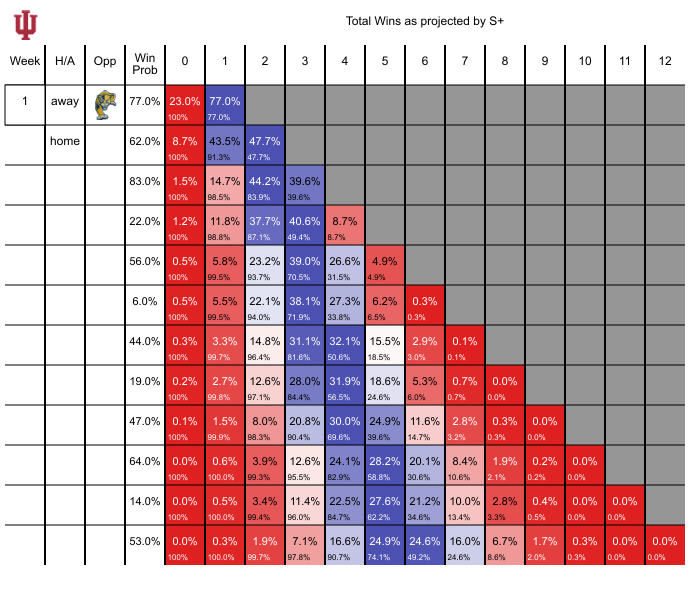 Total Wins as projected by S+
Week H/A Opp Win Prob 0 1 2 3 4 5 6 7 8 9 10 11 12
1 away 77.0% 23.0% 77.0%
100% 77.0%
home 62.0% 8.7% 43.5% 47.7%
100% 91.3% 47.7%
83.0% 1.5% 14.7% 44.2% 39.6%
100% 98.5% 83.9% 39.6%
22.0% 1.2% 11.8% 37.7% 40.6% 8.7%
100% 98.8% 87.1% 49.4% 8.7%
56.0% 0.5% 5.8% 23.2% 39.0% 26.6% 4.9%
100% 99.5% 93.7% 70.5% 31.5% 4.9%
6.0% 0.5% 5.5% 22.1% 38.1% 27.3% 6.2% 0.3%
100% 99.5% 94.0% 71.9% 33.8% 6.5% 0.3%
44.0% 0.3% 3.3% 14.8% 31.1% 32.1% 15.5% 2.9% 0.1%
100% 99.7% 96.4% 81.6% 50.6% 18.5% 3.0% 0.1%
19.0% 0.2% 2.7% 12.6% 28.0% 31.9% 18.6% 5.3% 0.7% 0.0%
100% 99.8% 97.1% 84.4% 56.5% 24.6% 6.0% 0.7% 0.0%
47.0% 0.1% 1.5% 8.0% 20.8% 30.0% 24.9% 11.6% 2.8% 0.3% 0.0%
100% 99.9% 98.3% 90.4% 69.6% 39.6% 14.7% 3.2% 0.3% 0.0%
64.0% 0.0% 0.6% 3.9% 12.6% 24.1% 28.2% 20.1% 8.4% 1.9% 0.2% 0.0%
100% 100.0% 99.3% 95.5% 82.9% 58.8% 30.6% 10.6% 2.1% 0.2% 0.0%
14.0% 0.0% 0.5% 3.4% 11.4% 22.5% 27.6% 21.2% 10.0% 2.8% 0.4% 0.0% 0.0%
100% 100.0% 99.4% 96.0% 84.7% 62.2% 34.6% 13.4% 3.3% 0.5% 0.0% 0.0%
53.0% 0.0% 0.3% 1.9% 7.1% 16.6% 24.9% 24.6% 16.0% 6.7% 1.7% 0.3% 0.0% 0.0%
100% 100.0% 99.7% 97.8% 90.7% 74.1% 49.2% 24.6% 8.6% 2.0% 0.3% 0.0% 0.0%